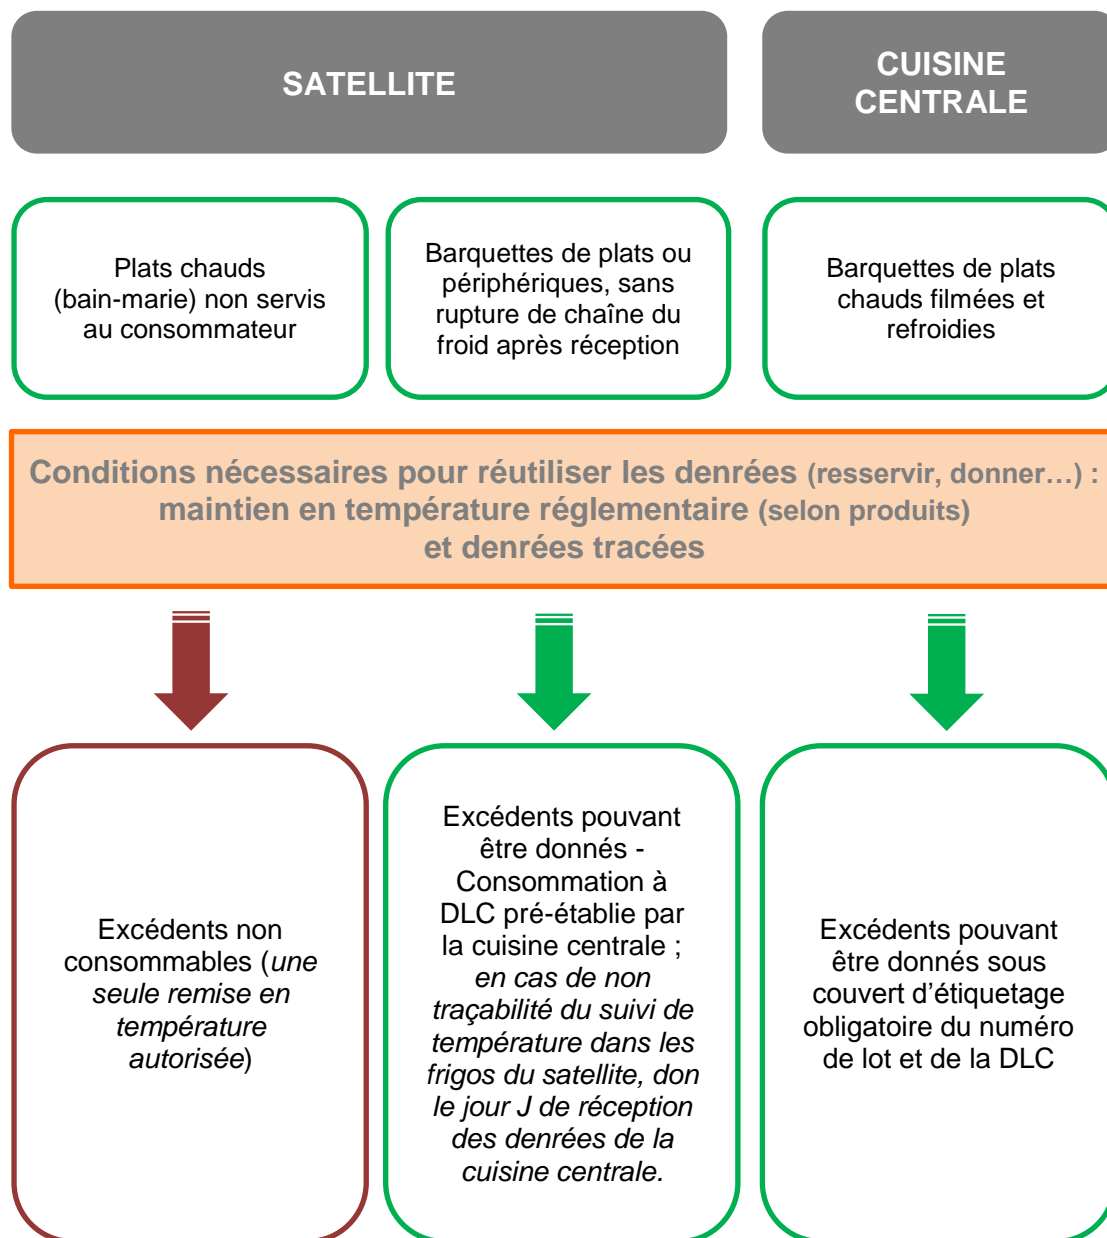 SATELLITE
CUISINE
CENTRALE
Plats chauds
(bain-marie) non servis
au consommateur
Barquettes de plats ou
périphériques, sans
rupture de chaîne du
froid après réception
Barquettes de plats
chauds filmées et
refroidies
Conditions nécessaires pour réutiliser les denrées (resservir, donner…) :
maintien en température réglementaire (selon produits)
et denrées tracées
Excédents non
consommables (une
seule remise en
température
autorisée)
Excédents pouvant
être donnés -
Consommation à
DLC pré-établie par
la cuisine centrale ;
en cas de non
traçabilité du suivi de
température dans les
frigos du satellite, don
le jour J de réception
des denrées de la
cuisine centrale.
Excédents pouvant
être donnés sous
couvert d’étiquetage
obligatoire du numéro
de lot et de la DLC